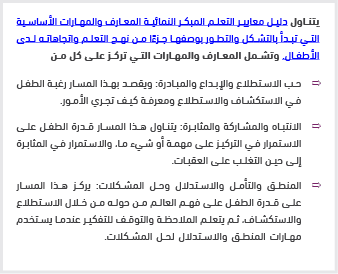 يتناول دليل معايير التعلم المبكر النمائية المعارف والمهارات الأساسية
التي تبدأ بالتشكل والتطور بوصفها جزءًا من نهج التعلم واتجاهاته لدى
الأطفال. وتشمل المعارف والمهارات التي تركز على كل من
⇨ حب الاستطلاع والإبداع والمبادرة: ويقصد بهذا المسار رغبة الطفل
في الاستكشاف والاستطلاع ومعرفة كيف تجري الأمور.
⇨ الانتباه والمشاركة والمثابرة: يتناول هذا المسار قدرة الطفل على
الاستمرار في التركيز على مهمة أو شيء ما، والاستمرار في المثابرة
إلى حين التغلب على العقبات.
⇨ المنطق والتأمل والاستدلال وحل المشكلات: يركز هذا المسار
على قدرة الطفل على فهم العالم من حوله من خلال الاستطلاع
والاستكشاف، ثم يتعلم الملاحظة والتوقف للتفكير عندما يستخدم
مهارات المنطق والاستدلال لحل المشكلات.